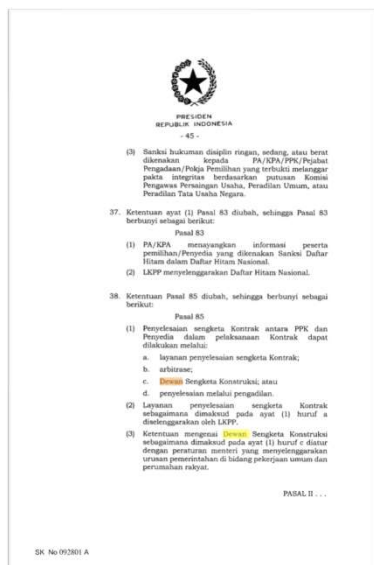 PRESIDEN
REPUBLIK INDONESIA
- 45 -
(3) Sanksi hukuman disiplin ringan, sedang, atau berat
dikenakan kepada PA/KPA/PPK/Pejabat
Pengadaan/Pokja Pemilihan yang terbukti melanggar
pakta integritas berdasarkan putusan Komisi
Pengawas Persaingan Usaha, Peradilan Umum, atau
Peradilan Tata Usaha Negara.
37. Ketentuan ayat (1) Pasal 83 diubah, sehingga Pasal 83
berbunyi sebagai berikut:
Pasal 83
(1) PA/KPA menayangkan informasi peserta
pemilihan/Penyedia yang dikenakan Sanksi Daftar
Hitam dalam Daftar Hitam Nasional.
(2) LKPP menyelenggarakan Daftar Hitam Nasional.
38. Ketentuan Pasal 85 diubah, sehingga berbunyi sebagai
berikut:
Pasal 85
(1) Penyelesaian sengketa Kontrak antara PPK dan
Penyedia dalam pelaksanaan Kontrak dapat
dilakukan melalui:
a. layanan penyelesaian sengketa Kontrak;
b. arbitrase;
c. Dewan Sengketa Konstruksi; atau
d. penyelesaian melalui pengadilan.
(2) Layanan penyelesaian sengketa Kontrak
sebagaimana dimaksud pada ayat (1) huruf a
diselenggarakan oleh LKPP.
(3) Ketentuan mengenai Dewan Sengketa Konstruksi
sebagaimana dimaksud pada ayat (1) huruf c diatur
dengan peraturan menteri yang menyelenggarakan
urusan pemerintahan di bidang pekerjaan umum dan
perumahan rakyat.
PASAL II . . .
SK No 092801 A